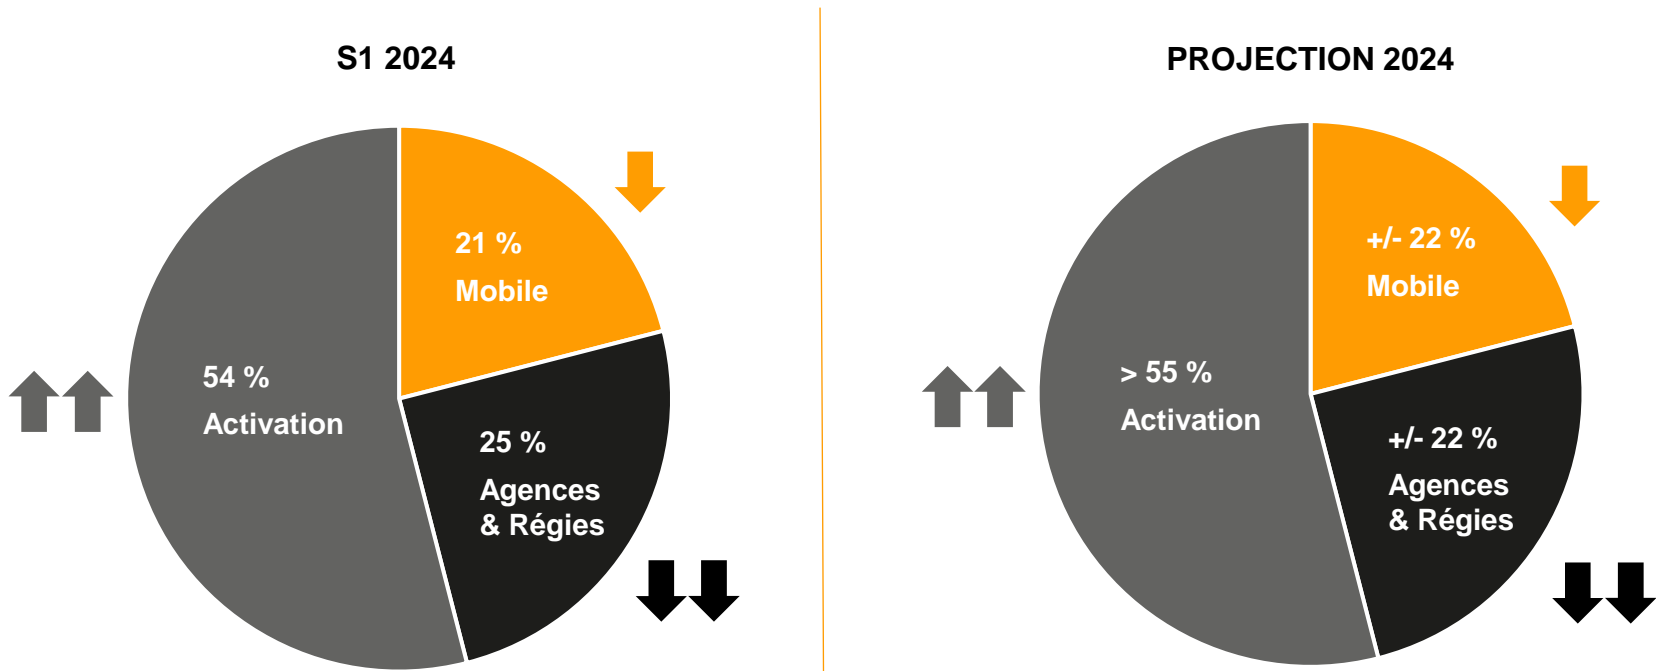 S1 2024
21 %
Mobile
54 %
Activation
25 %
Agences
& Régies
PROJECTION 2024
+/- 22 %
Mobile
> 55 %
Activation
+/- 22 %
Agences
& Régies